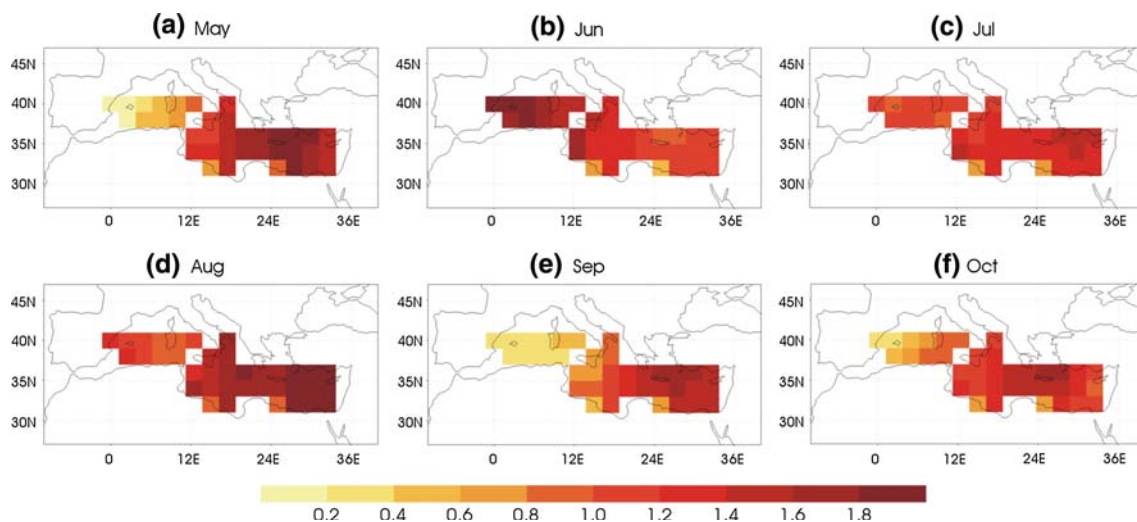 (a) May
(b) Jun
(c) Jul
45N
40N
35N
30N
0 12E 24E 36E
45N
40N
35N
30N
0 12E 24E 36E
45N
40N
35N
30N
0 12E 24E 36E
(d) Aug
(e) Sep
(f) Oct
45N
40N
35N
30N
0 12E 24E 36E
45N
40N
35N
30N
0 12E 24E 36E
45N
40N
35N
30N
0 12E 24E 36E
0.2 0.4 0.6 0.8 1.0 1.2 1.4 1.6 1.8